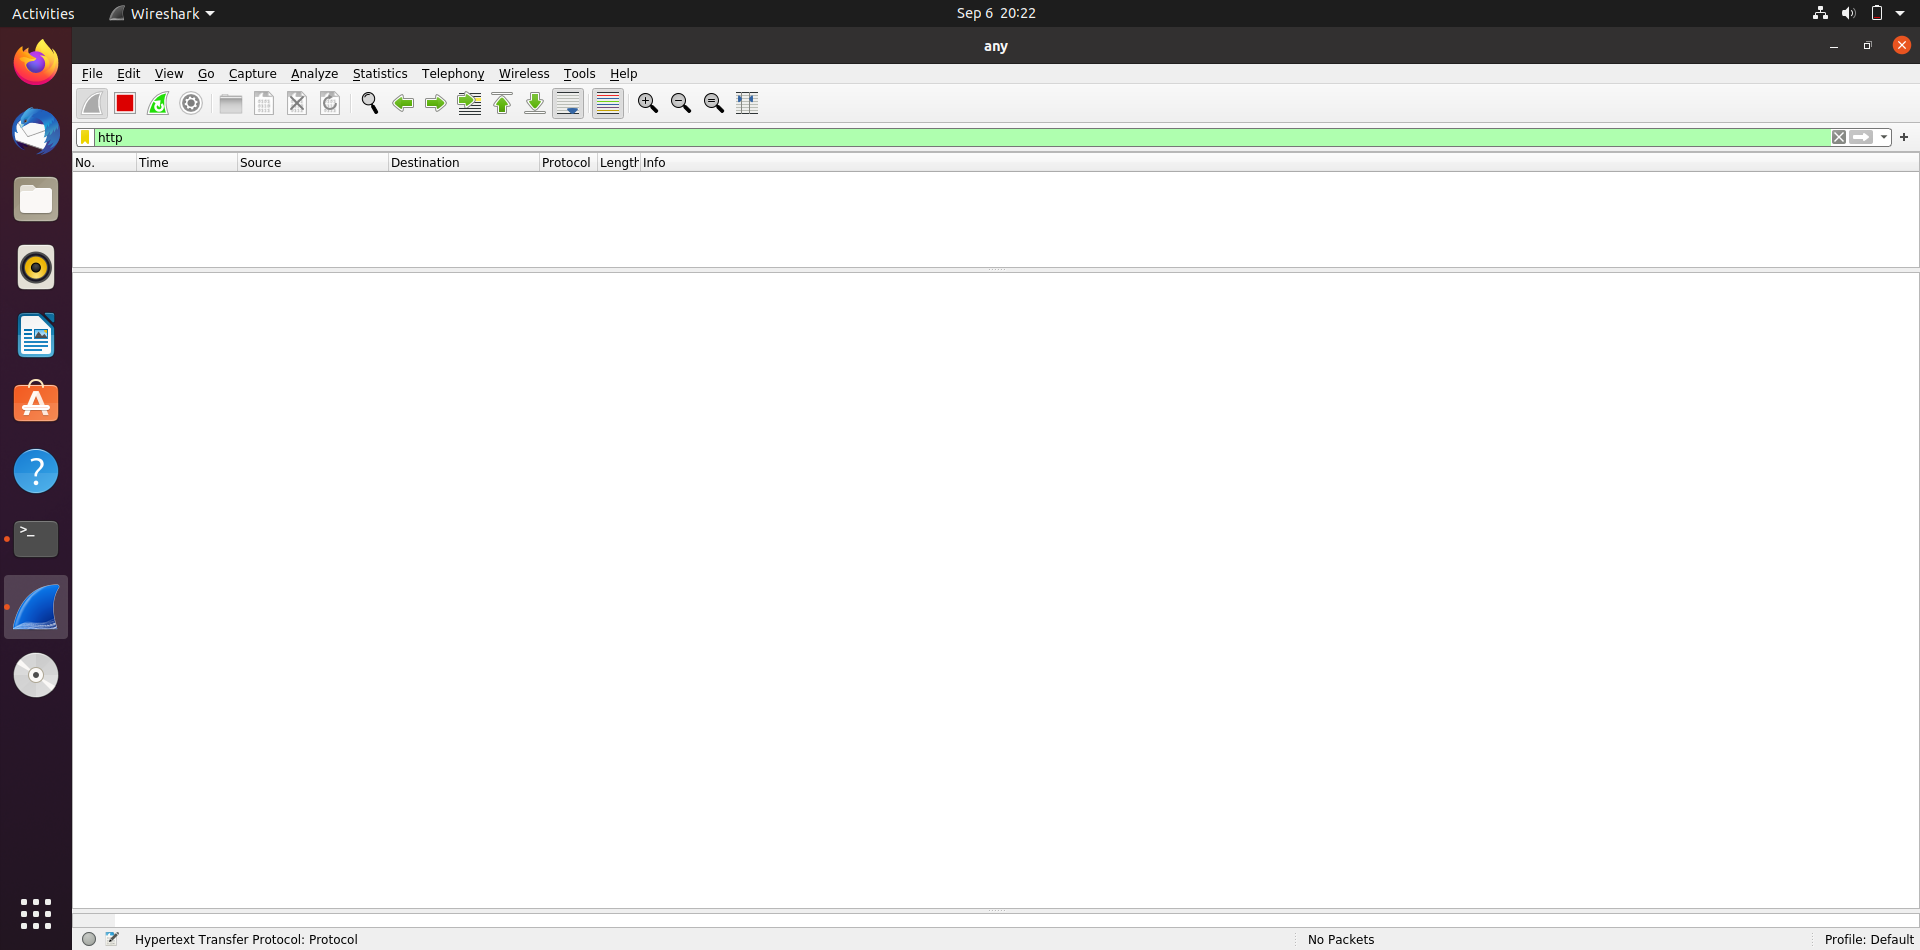 Activities Wireshark Sep 6 20:22
any
File Edit View Go Capture Analyze Statistics Telephony Wireless Tools Help
http
No. Time Source Destination Protocol Length Info
Hypertext Transfer Protocol: Protocol No Packets Profile: Default